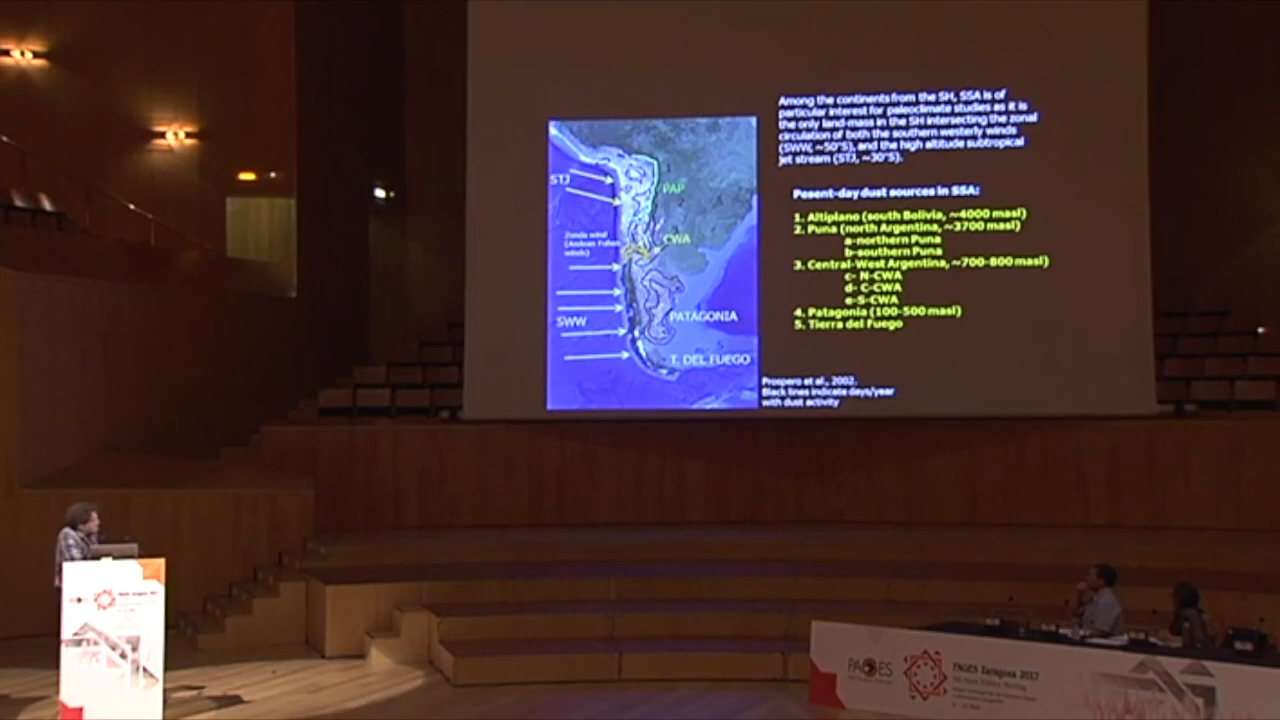 Among the continents from the SH, SSA is of
particular interest for paleoclimate studies as it is
the only land-mass in the SH intersecting the zonal
circulation of both the southern westerly winds
(SWW, ~50°S), and the high altitude subtropical
jet stream (STJ, ~30°S).
Pesent-day dust sources in SSA:
1. Altiplano (south Bolivia, ~4000 masl)
2. Puna (north Argentina, ~3700 masl)
a-northern Puna
b-southern Puna
3. Central-West Argentina, ~700-800 masl)
c- N-CWA
d- C-CWA
e-S-CWA
4. Patagonia (100-500 masl)
5. Tierra del Fuego
STJ
PAP
Zonda wind
(Andean Fohen
winds)
CWA
SWW
PATAGONIA
T. DEL FUEGO
Prospero et al., 2002.
Black lines indicate days/year
with dust activity
PAGES
PAGES Zaragoza 2017